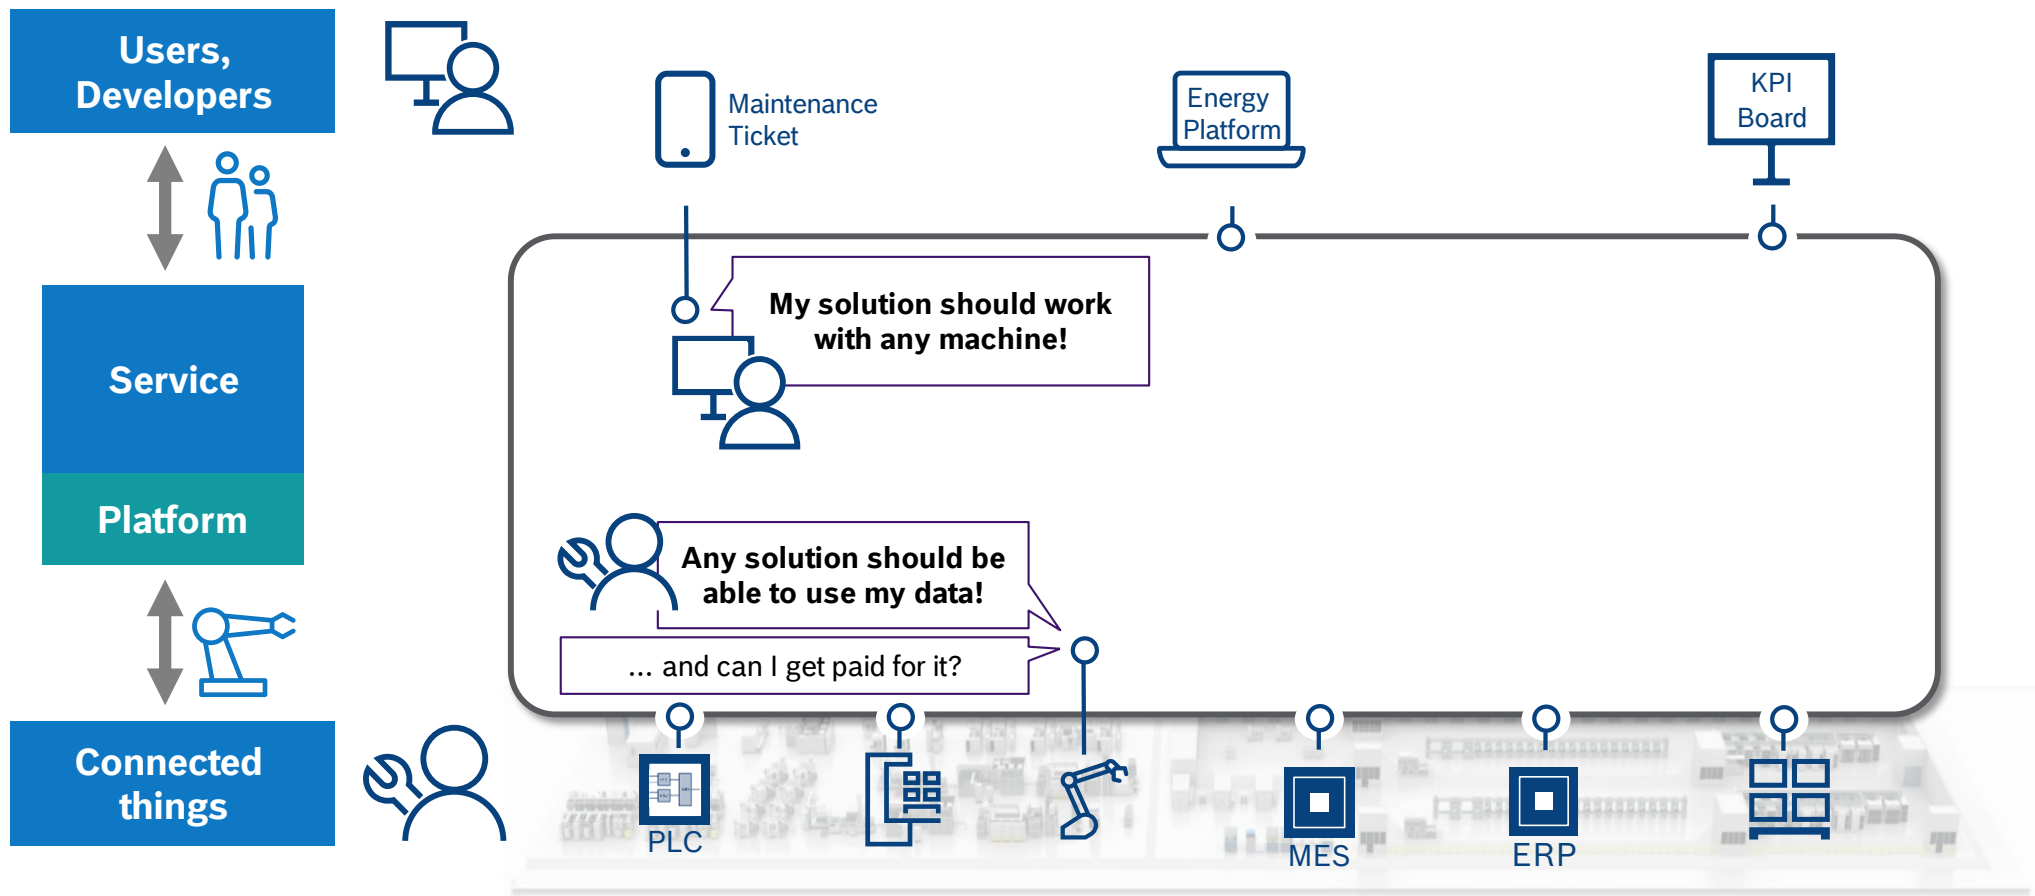 Users,
Developers
Maintenance
Ticket
Energy
Platform
KPI
Board
My solution should work
with any machine!
Service
Platform
Any solution should be
able to use my data!
... and can I get paid for it?
Connected
things
PLC
MES
ERP